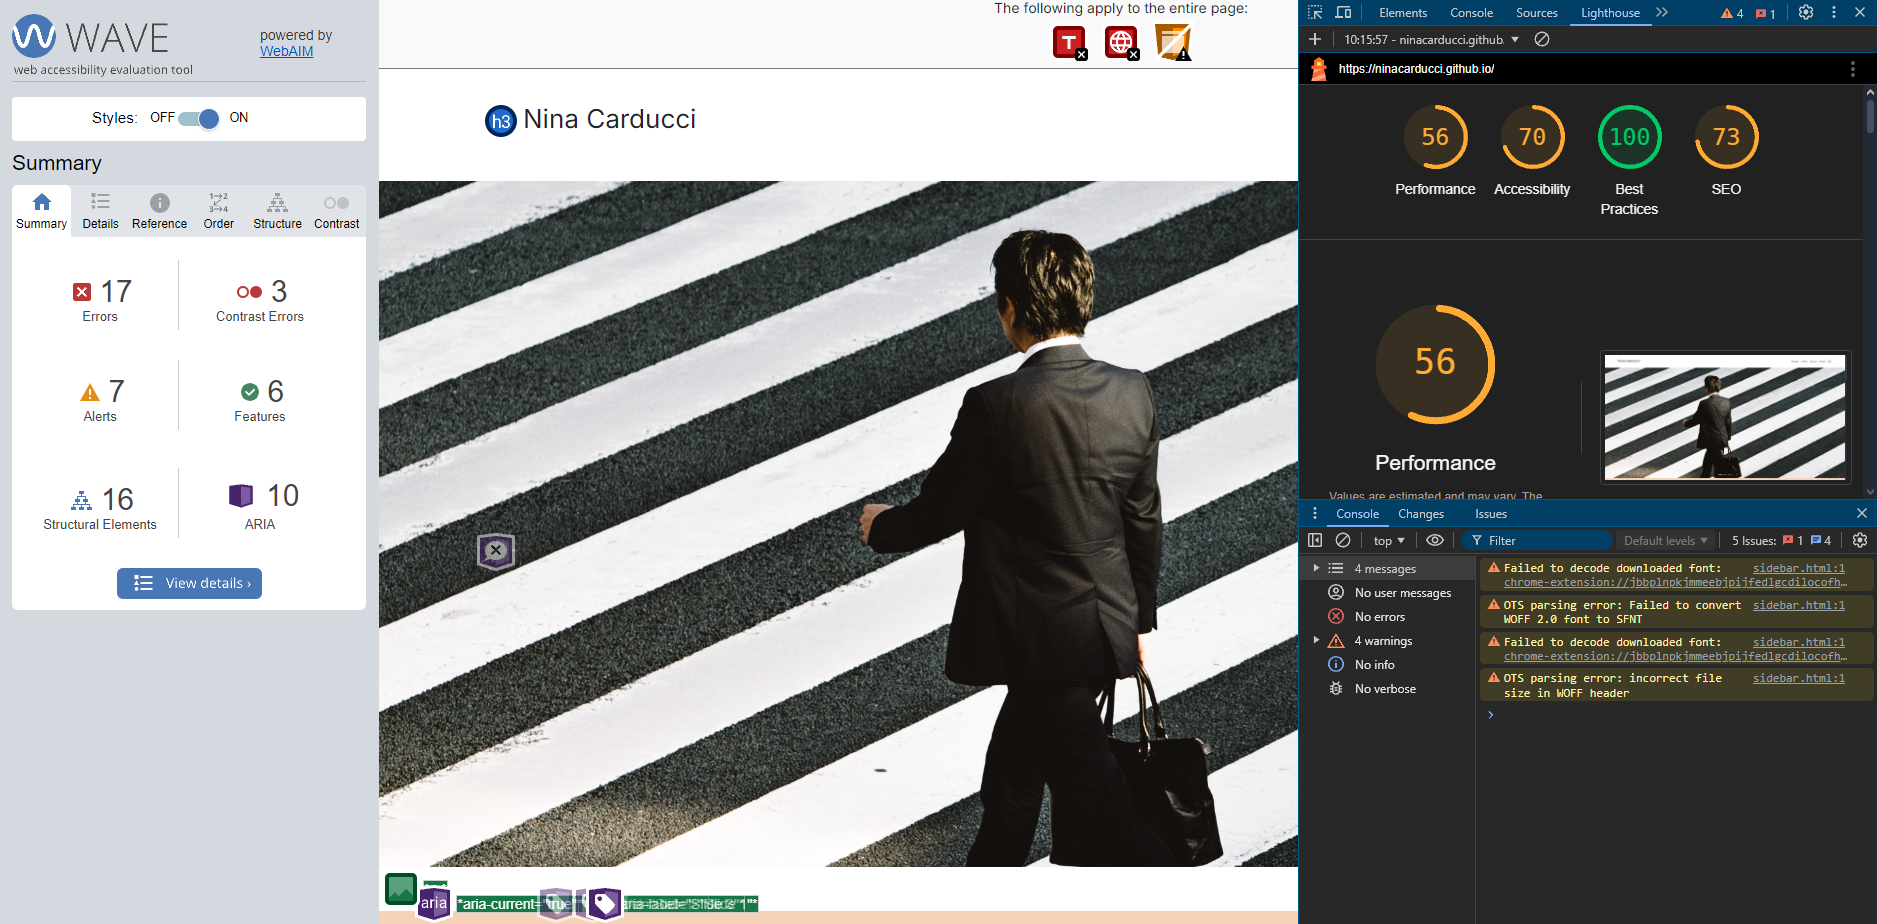 WAVE
web accessibility evaluation tool
powered by
WebAIM
Styles: OFF ON
Summary
Summary Details Reference Order Structure Contrast
17
Errors
3
Contrast Errors
7
Alerts
6
Features
16
Structural Elements
10
ARIA
View details ›
The following apply to the entire page:
h3 Nina Carducci
aria
Elements Console Sources Lighthouse 4 1
10:15:57 - ninacarducci.github.
https://ninacarducci.github.io/
56
Performance
70
Accessibility
100
Best
Practices
73
SEO
56
Performance
Values are estimated and may vary. The
Console Changes Issues
top Filter Default levels 5 Issues: 1 4
4 messages
No user messages
No errors
4 warnings
No info
No verbose
Failed to decode downloaded font: sidebar.html:1
chrome-extension://jbbplnpkjmmeebjpijfedlgcdilocofh…
OTS parsing error: Failed to convert sidebar.html:1
WOFF 2.0 font to SFNT
Failed to decode downloaded font: sidebar.html:1
chrome-extension://jbbplnpkjmmeebjpijfedlgcdilocofh…
OTS parsing error: incorrect file sidebar.html:1
size in WOFF header